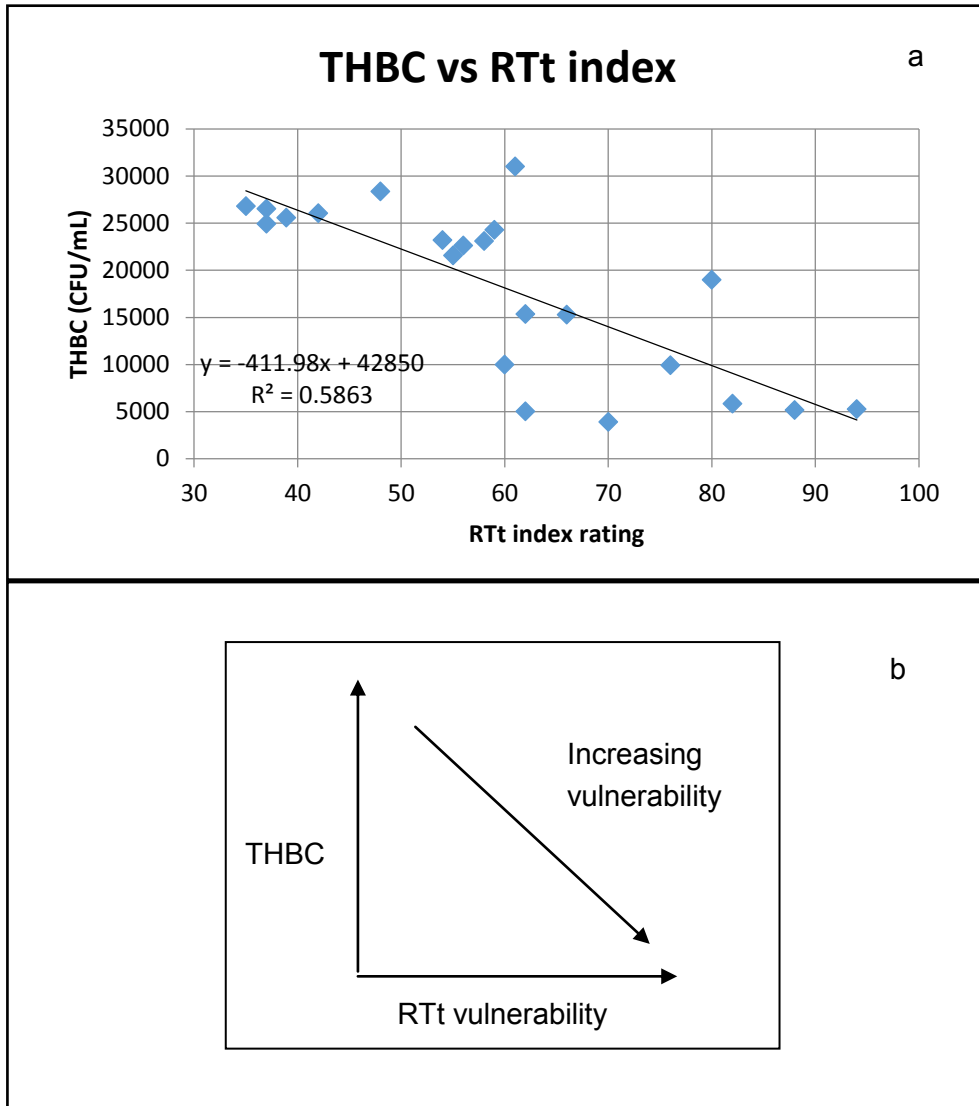 THBC vs RTt index
a
35000
30000
25000
20000
15000
10000
5000
0
THBC (CFU/mL)
y = -411.98x + 42850
R² = 0.5863
30 40 50 60 70 80 90 100
RTt index rating
b
Increasing
vulnerability
THBC
RTt vulnerability